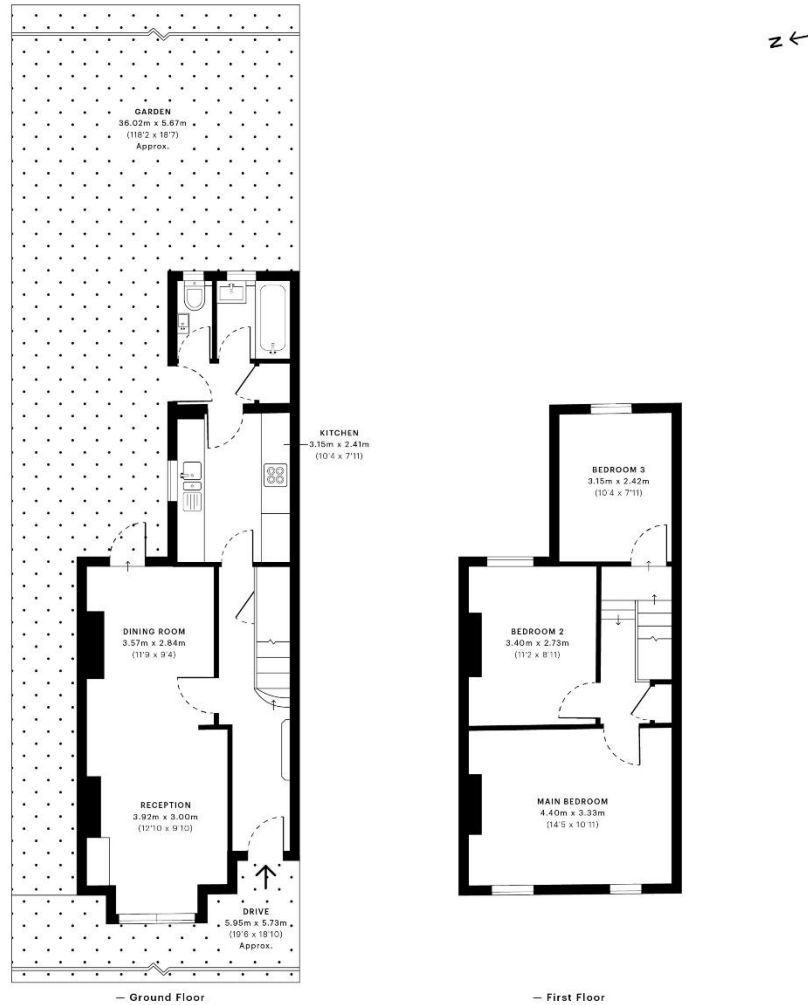 N
GARDEN
36.02m x 5.67m
(118'2 x 18'7)
Approx.
KITCHEN
3.15m x 2.41m
(10'4 x 7'11)
DINING ROOM
3.57m x 2.84m
(11'9 x 9'4)
RECEPTION
3.92m x 3.00m
(12'10 x 9'10)
DRIVE
5.95m x 5.73m
(19'6 x 18'10)
Approx.
— Ground Floor
BEDROOM 3
3.15m x 2.42m
(10'4 x 7'11)
BEDROOM 2
3.40m x 2.73m
(11'2 x 8'11)
MAIN BEDROOM
4.40m x 3.33m
(14'5 x 10'11)
— First Floor